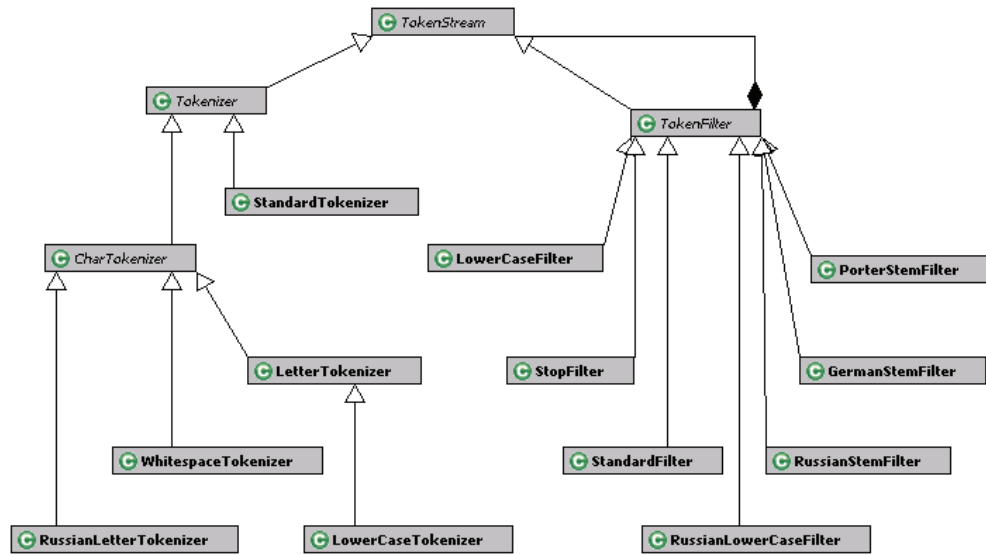 TokenStream
Tokenizer
TokenFilter
StandardTokenizer
CharTokenizer
LowerCaseFilter
PorterStemFilter
LetterTokenizer
StopFilter
GermanStemFilter
WhitespaceTokenizer
StandardFilter
RussianStemFilter
RussianLetterTokenizer
LowerCaseTokenizer
RussianLowerCaseFilter